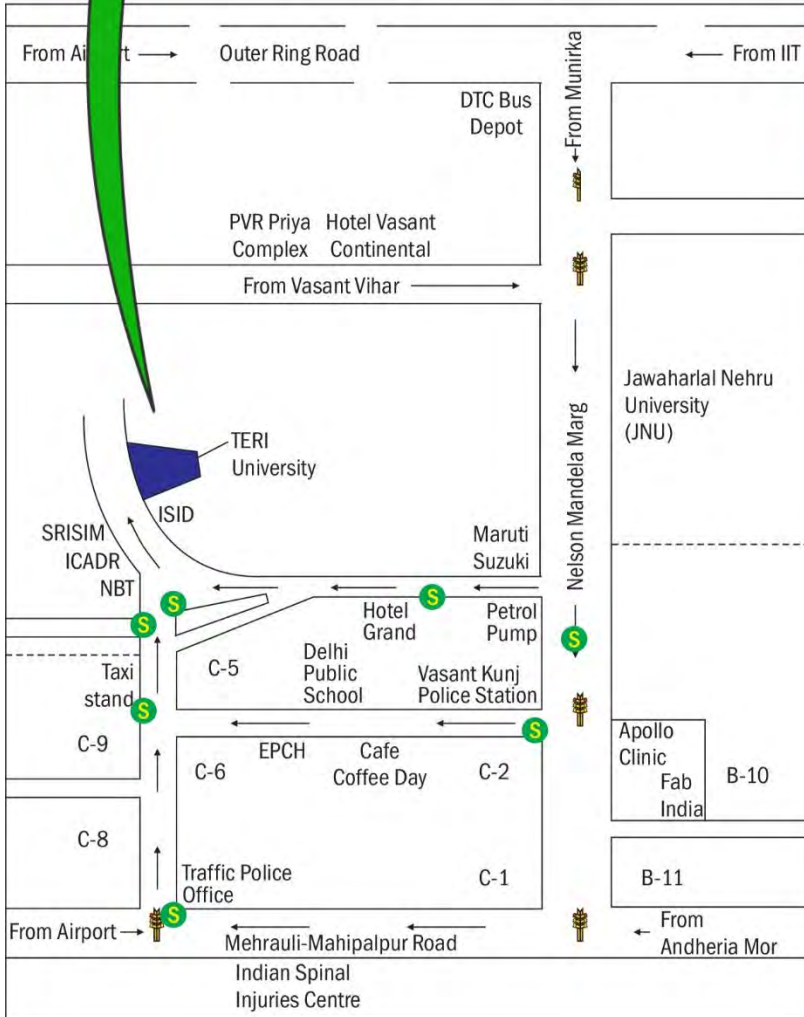 From Airport
Outer Ring Road
From IIT
From Munirka
DTC Bus
Depot
PVR Priya
Complex
Hotel Vasant
Continental
From Vasant Vihar
Nelson Mandela Marg
Jawaharlal Nehru
University
(JNU)
TERI
University
ISID
SRISIM
ICADR
NBT
Maruti
Suzuki
S
S
S
Hotel
Grand
Petrol
Pump
S
Taxi
stand
C-5
Delhi
Public
School
Vasant Kunj
Police Station
S
S
C-9
C-6
EPCH
Cafe
Coffee Day
C-2
Apollo
Clinic
Fab
India
B-10
C-8
Traffic Police
Office
C-1
B-11
S
From Airport
Mehrauli-Mahipalpur Road
From
Andheria Mor
Indian Spinal
Injuries Centre